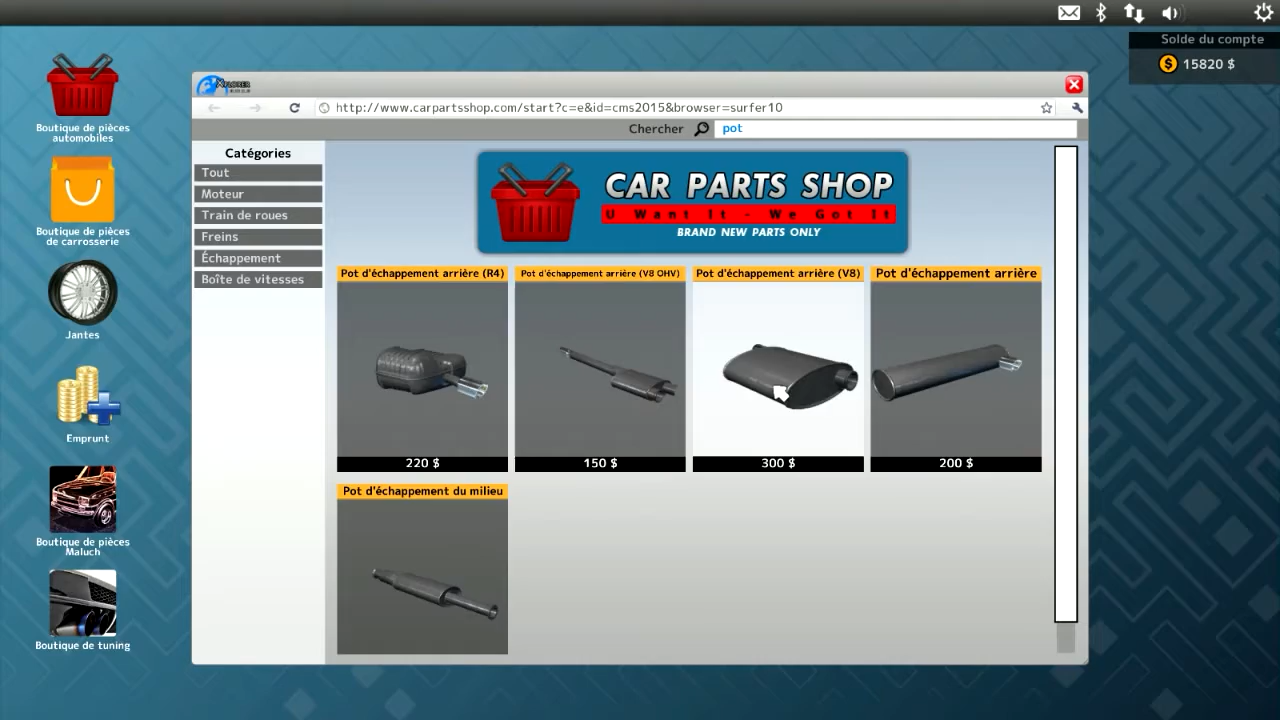 Solde du compte
15820 $
Boutique de pièces
automobiles
Boutique de pièces
de carrosserie
Jantes
Emprunt
Boutique de pièces
Maluch
Boutique de tuning
http://www.carpartsshop.com/start?c=e&id=cms2015&browser=surfer10
Chercher
pot
Catégories
Tout
Moteur
Train de roues
Freins
Échappement
Boîte de vitesses
CAR PARTS SHOP
U Want It - We Got It
BRAND NEW PARTS ONLY
Pot d'échappement arrière (R4)
220 $
Pot d'échappement arrière (V8 OHV)
150 $
Pot d'échappement arrière (V8)
300 $
Pot d'échappement arrière
200 $
Pot d'échappement du milieu